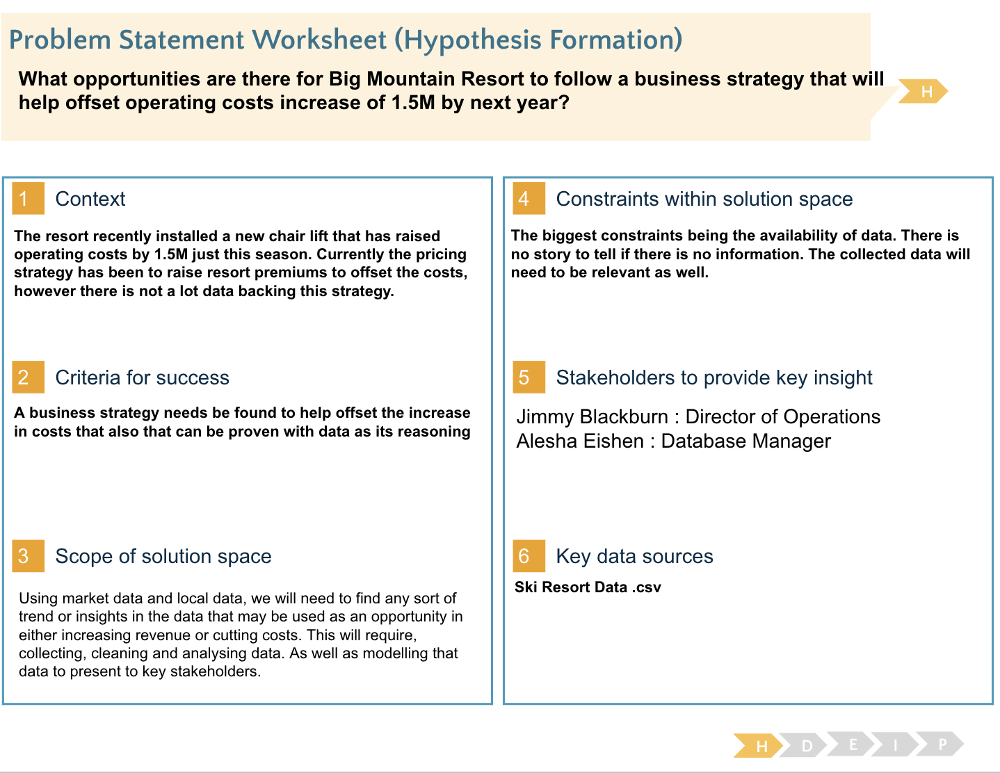 Problem Statement Worksheet (Hypothesis Formation)
What opportunities are there for Big Mountain Resort to follow a business strategy that will
help offset operating costs increase of 1.5M by next year?
H
1 Context
The resort recently installed a new chair lift that has raised
operating costs by 1.5M just this season. Currently the pricing
strategy has been to raise resort premiums to offset the costs,
however there is not a lot data backing this strategy.
2 Criteria for success
A business strategy needs be found to help offset the increase
in costs that also that can be proven with data as its reasoning
3 Scope of solution space
Using market data and local data, we will need to find any sort of
trend or insights in the data that may be used as an opportunity in
either increasing revenue or cutting costs. This will require,
collecting, cleaning and analysing data. As well as modelling that
data to present to key stakeholders.
4 Constraints within solution space
The biggest constraints being the availability of data. There is
no story to tell if there is no information. The collected data will
need to be relevant as well.
5 Stakeholders to provide key insight
Jimmy Blackburn : Director of Operations
Alesha Eishen : Database Manager
6 Key data sources
Ski Resort Data .csv
H D E I P